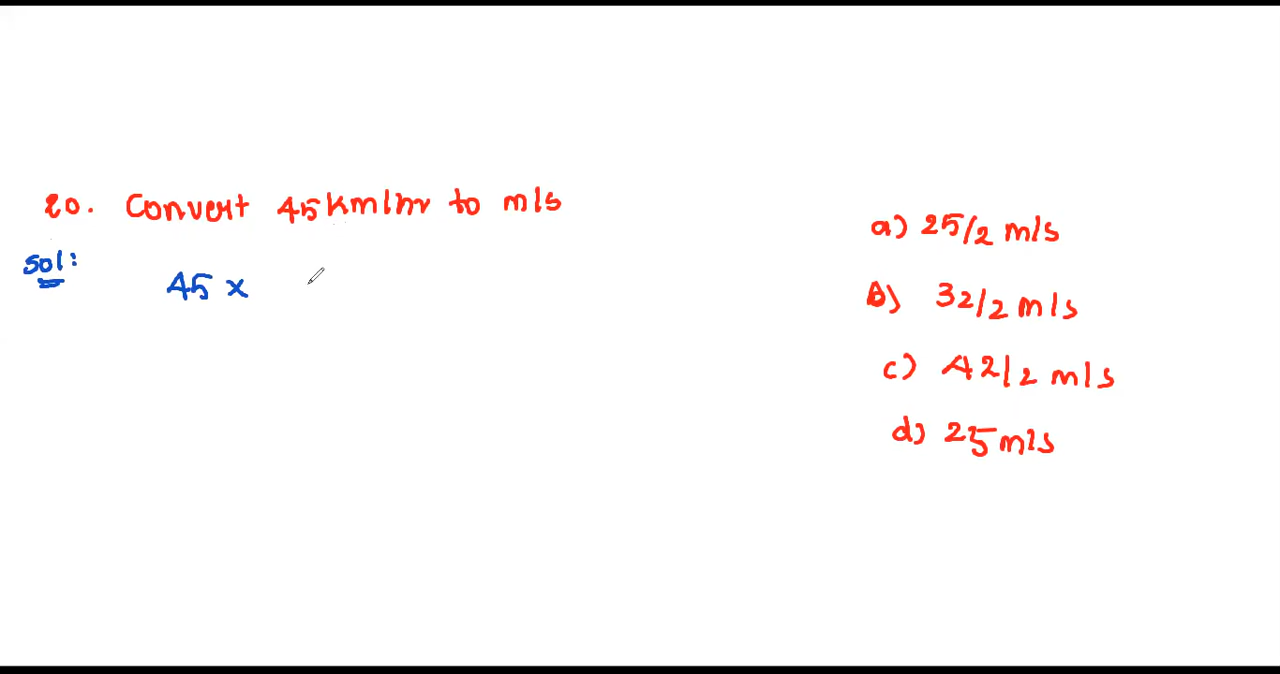 20. Convert 45km/hr to m/s
Sol:
45 x
a) 25/2 m/s
b) 32/2 m/s
c) 42/2 m/s
d) 25 m/s